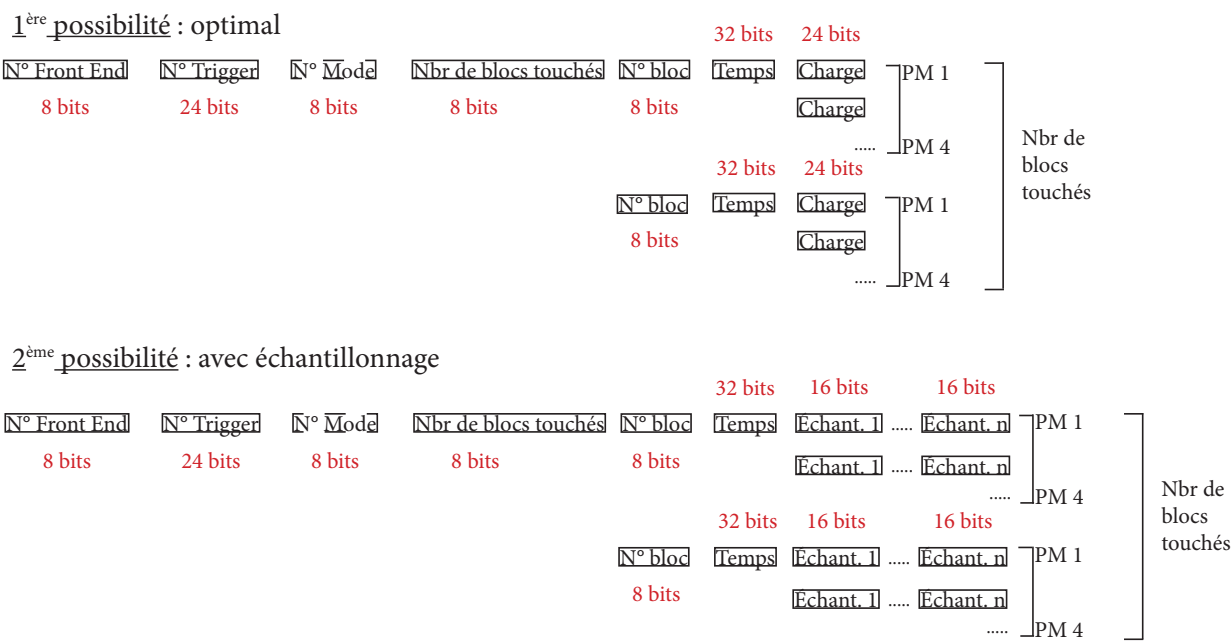 1ère possibilité : optimal
32 bits 24 bits
N° Front End N° Trigger N° Mode Nbr de blocs touchés N° bloc Temps Charge PM 1
8 bits 24 bits 8 bits 8 bits 8 bits Charge
..... PM 4
Nbr de
blocs
touchés
32 bits 24 bits
N° bloc Temps Charge PM 1
8 bits Charge
..... PM 4
2ème possibilité : avec échantillonnage
32 bits 16 bits 16 bits
N° Front End N° Trigger N° Mode Nbr de blocs touchés N° bloc Temps Échant. 1 ..... Échant. n PM 1
8 bits 24 bits 8 bits 8 bits 8 bits Échant. 1 ..... Échant. n
..... PM 4
Nbr de
blocs
touchés
32 bits 16 bits 16 bits
N° bloc Temps Échant. 1 ..... Échant. n PM 1
8 bits Échant. 1 ..... Échant. n
..... PM 4